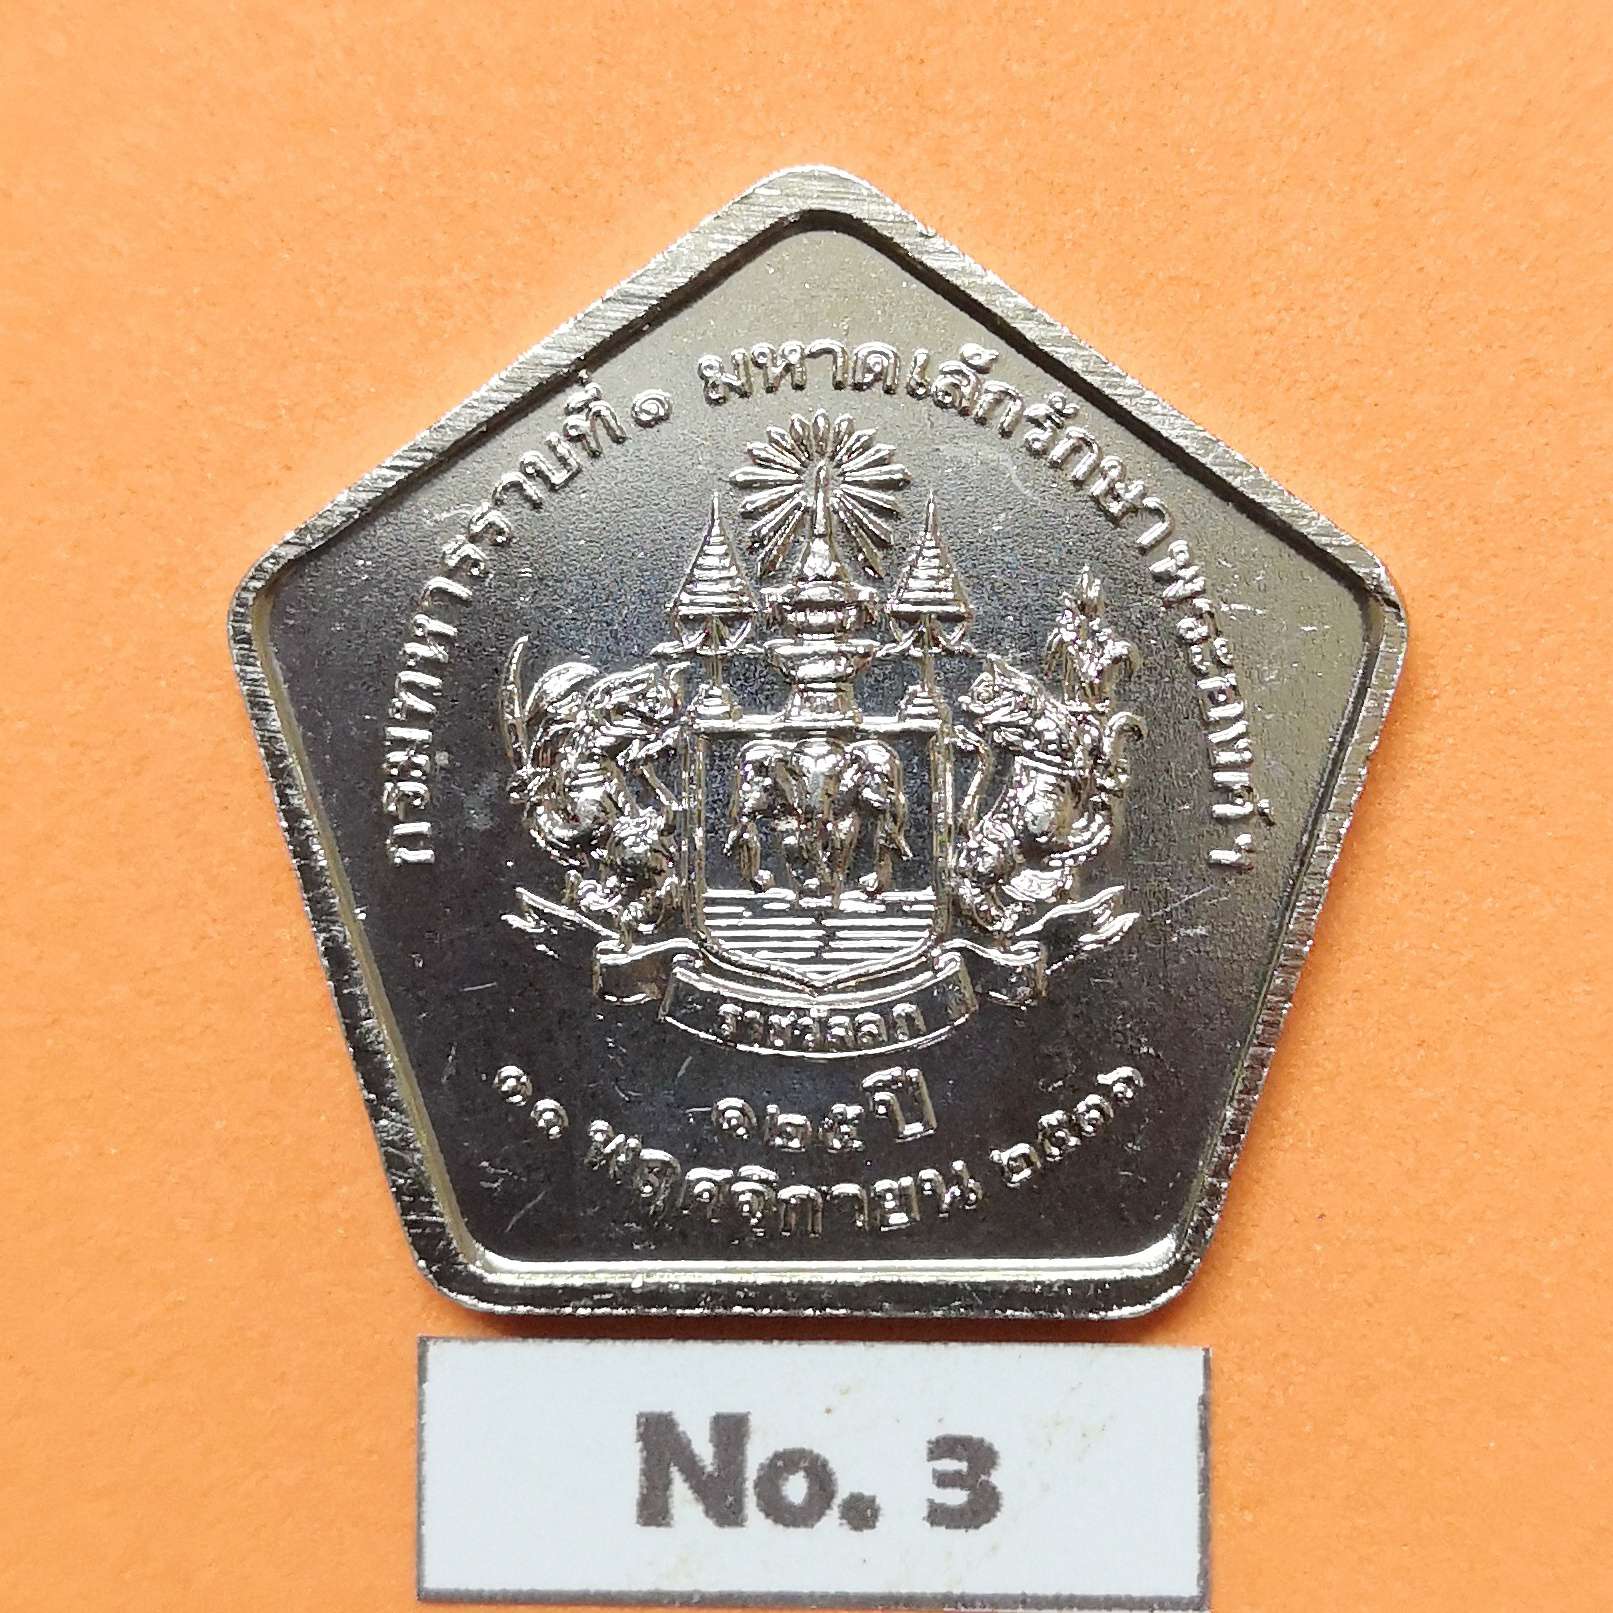 กรมทหารราบที่ ๑ มหาดเล็กรักษาพระองค์ฯ
ราชวัลลภ
๑๒๕ ปี
๑๑ พฤศจิกายน ๒๕๓๖
No. 3